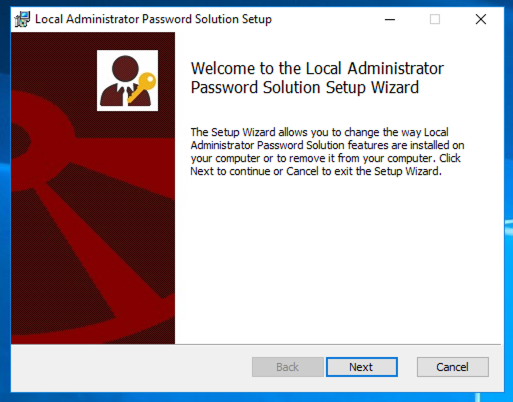 Local Administrator Password Solution Setup
Welcome to the Local Administrator
Password Solution Setup Wizard
The Setup Wizard allows you to change the way Local
Administrator Password Solution features are installed on
your computer or to remove it from your computer. Click
Next to continue or Cancel to exit the Setup Wizard.
Back
Next
Cancel